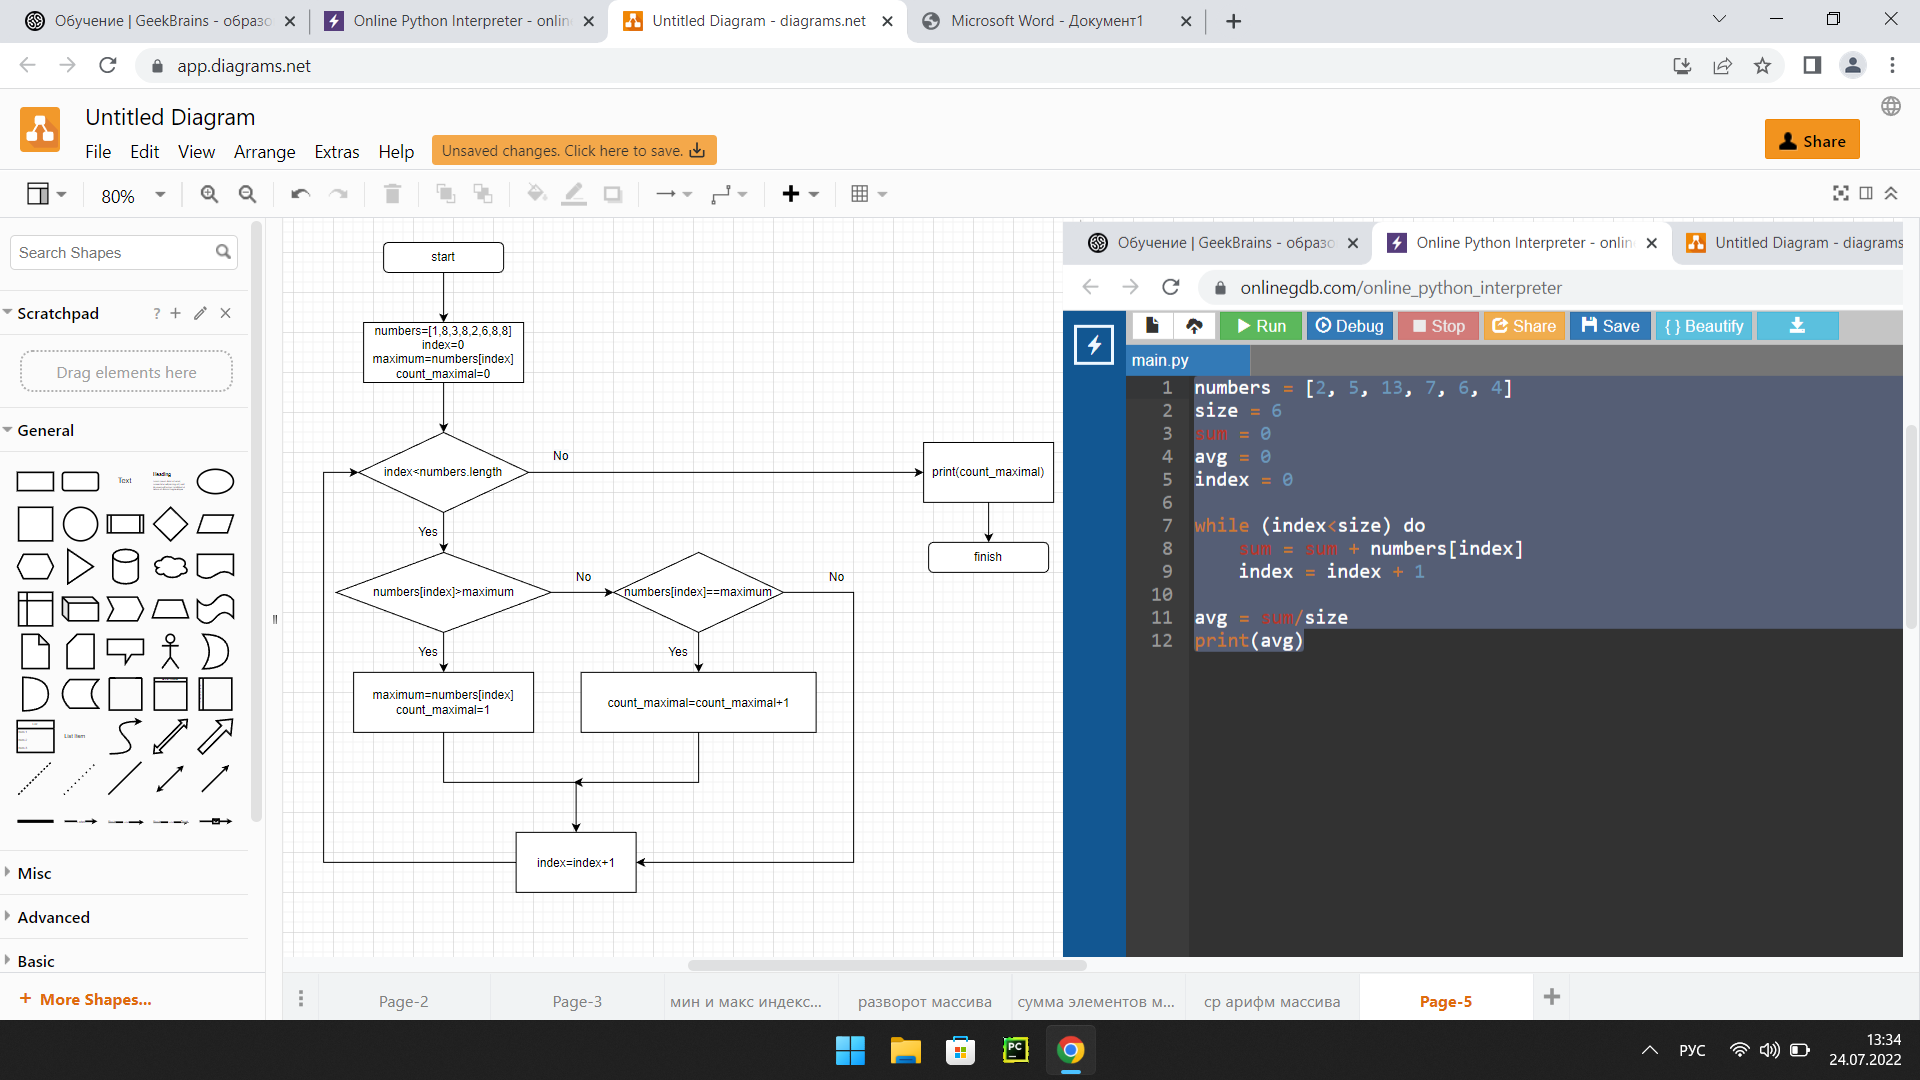 Обучение | GeekBrains - образо
Online Python Interpreter - onlin
Untitled Diagram - diagrams.net
Microsoft Word - Документ1
app.diagrams.net
Untitled Diagram
File Edit View Arrange Extras Help
Unsaved changes. Click here to save.
Share
80%
Search Shapes
Scratchpad
?
Drag elements here
General
Text
Heading
List Item
Misc
Advanced
Basic
+ More Shapes...
start
numbers=[1,8,3,8,2,6,8,8]
index=0
maximum=numbers[index]
count_maximal=0
index<numbers.length
No
Yes
print(count_maximal)
finish
numbers[index]>maximum
No
numbers[index]==maximum
No
Yes
Yes
maximum=numbers[index]
count_maximal=1
count_maximal=count_maximal+1
index=index+1
Обучение | GeekBrains - образо
Online Python Interpreter - onlin
Untitled Diagram - diagrams
onlinegdb.com/online_python_interpreter
Run
Debug
Stop
Share
Save
{ } Beautify
main.py
1 numbers = [2, 5, 13, 7, 6, 4]
2 size = 6
3 sum = 0
4 avg = 0
5 index = 0
6
7 while (index<size) do
8 sum = sum + numbers[index]
9 index = index + 1
10
11 avg = sum/size
12 print(avg)
Page-2
Page-3
мин и макс индекс...
разворот массива
сумма элементов м...
ср арифм массива
Page-5
PC
РУС
13:34
24.07.2022